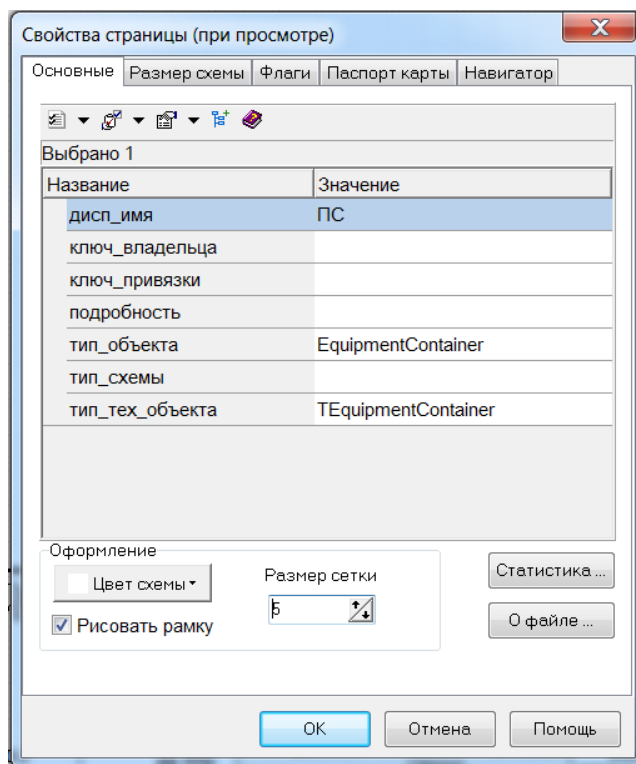 Свойства страницы (при просмотре)
Основные Размер схемы Флаги Паспорт карты Навигатор
Выбрано 1
Название Значение
дисп_имя ПС
ключ_владельца
ключ_привязки
подробность
тип_объекта EquipmentContainer
тип_схемы
тип_тех_объекта TEquipmentContainer
Оформление
Цвет схемы Размер сетки Статистика ...
Рисовать рамку 5 О файле ...
OK Отмена Помощь